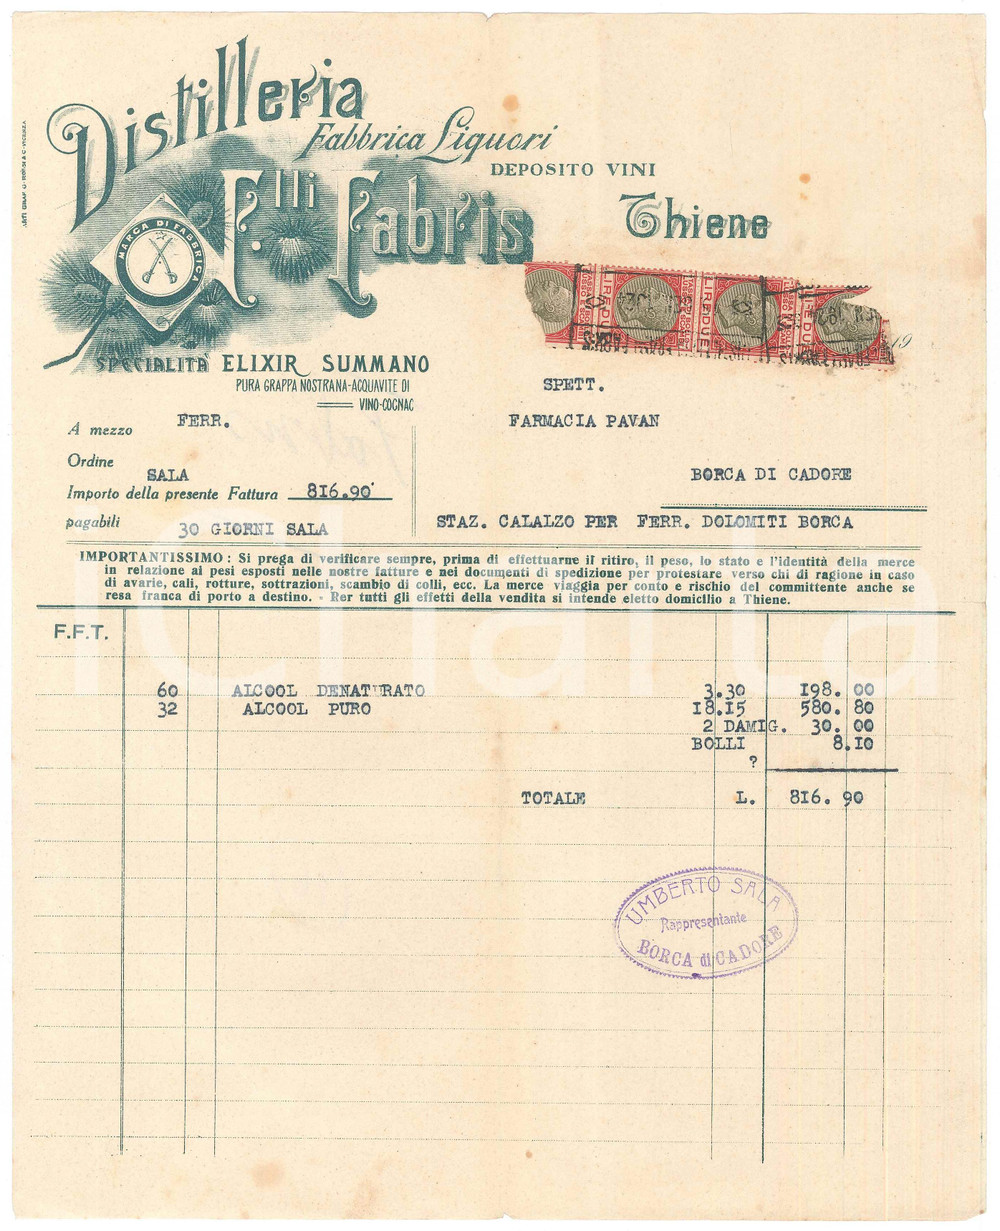 Distilleria
Fabbrica Liquori
DEPOSITO VINI
F.lli Fabris
Thiene
MARCA DI FABBRICA
SPECIALITÀ ELIXIR SUMMANO
PURA GRAPPA NOSTRANA-ACQUAVITE DI
VINO-COGNAC
LIRE DUE
LIRE DUE
19
SPETT.
A mezzo FERR.
FARMACIA PAVAN
Ordine
SALA
BORCA DI CADORE
Importo della presente Fattura 816.90
pagabili 30 GIORNI SALA
STAZ. CALALZO PER FERR. DOLOMITI BORCA
IMPORTANTISSIMO : Si prega di verificare sempre, prima di effettuarne il ritiro, il peso, lo stato e l'identità della merce
in relazione ai pesi esposti nelle nostre fatture e nei documenti di spedizione per protestare verso chi di ragione in caso
di avarie, cali, rotture, sottrazioni, scambio di colli, ecc. La merce viaggia per conto e rischio del committente anche se
resa franca di porto a destino. - Rer tutti gli effetti della vendita si intende eletto domicilio a Thiene.
F.F.T.
60 ALCOOL DENATURATO 3.30 198. 00
32 ALCOOL PURO 18.15 580. 80
2 DAMIG. 30. 00
BOLLI 8.10
?
TOTALE L. 816. 90
UMBERTO SALA
Rappresentante
BORCA di CADORE
iCharta